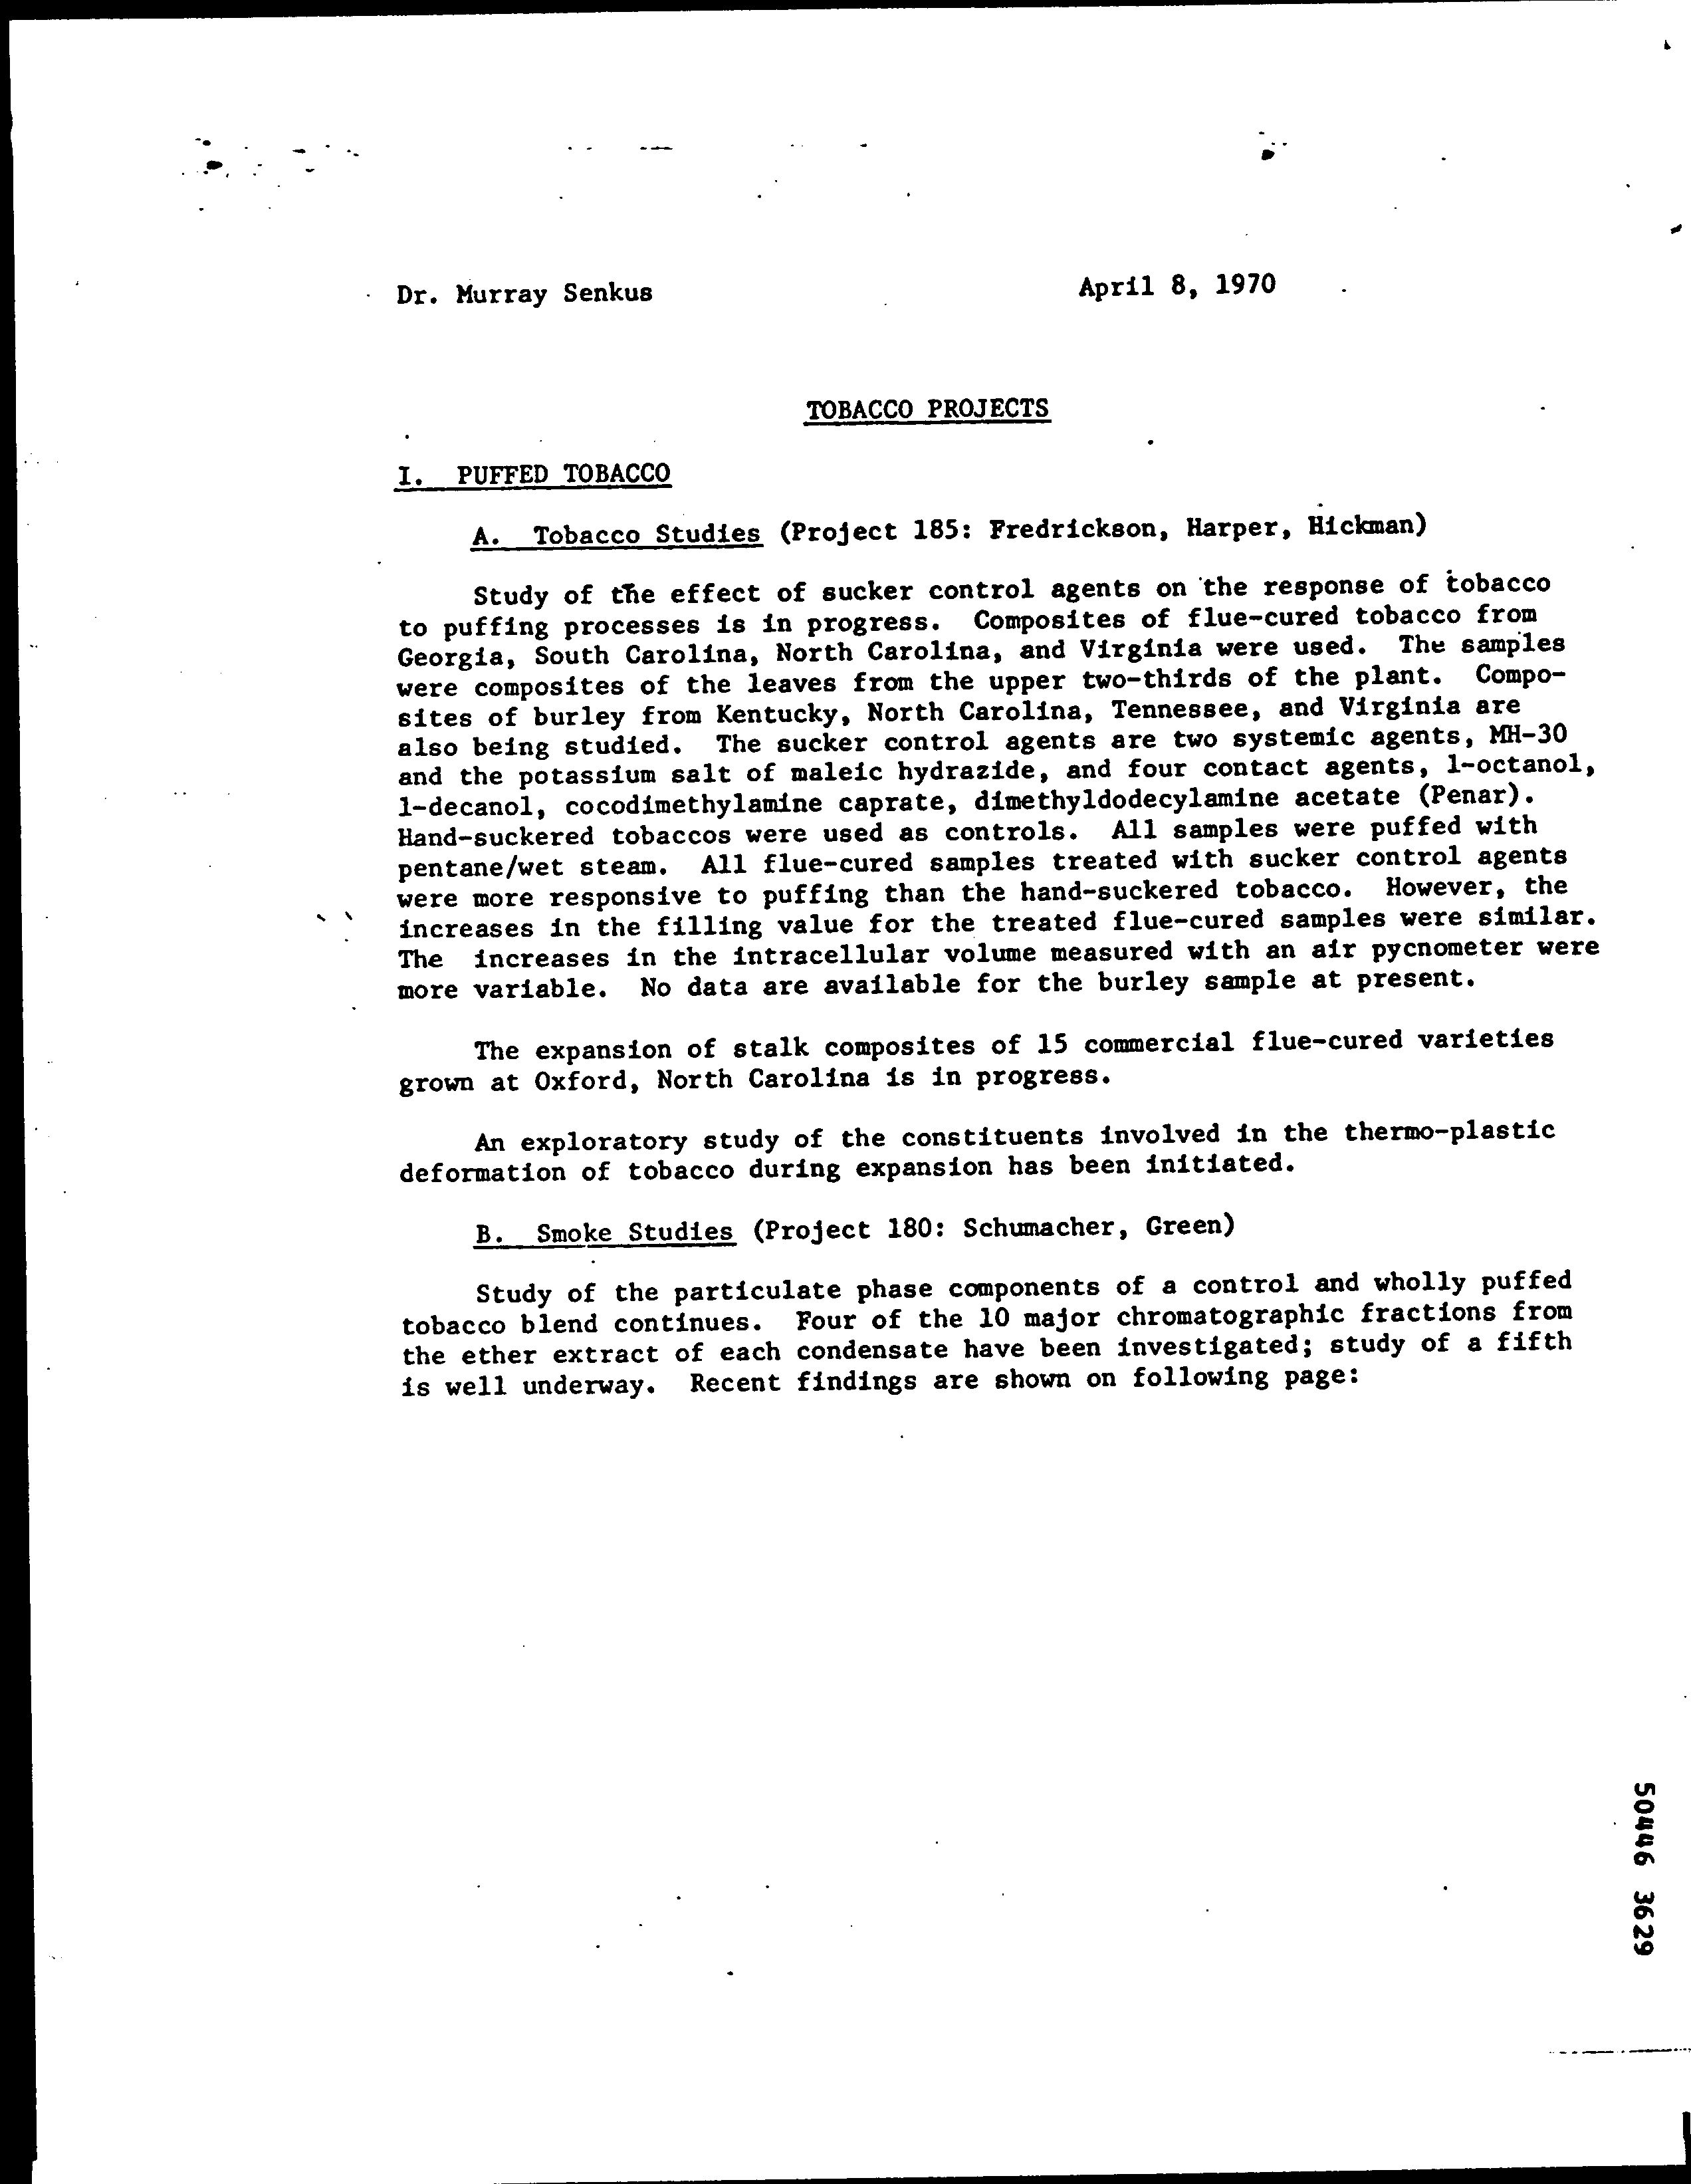 Dr. Murray Senkus
April 8, 1970
TOBACCO PROJECTS
I. PUFFED TOBACCO
A. Tobacco Studies (Project 185: Fredrickson, Harper, Hickman)
Study of the effect of sucker control agents on the response of tobacco
to puffing processes is in progress. Composites of flue-cured tobacco from
Georgia, South Carolina, North Carolina, and Virginia were used. The samples
were composites of the leaves from the upper two-thirds of the plant. Compo-
sites of burley from Kentucky, North Carolina, Tennessee, and Virginia are
also being studied. The sucker control agents are two systemic agents, MH-30
and the potassium salt of maleic hydrazide, and four contact agents, 1-octanol,
1-decanol, cocodimethylamine caprate, dimethyldodecylamine acetate (Penar).
Hand-suckered tobaccos were used as controls. All samples were puffed with
pentane/wet steam. All flue-cured samples treated with sucker control agents
were more responsive to puffing than the hand-suckered tobacco. However, the
increases in the filling value for the treated flue-cured samples were similar.
The increases in the intracellular volume measured with an air pycnometer were
more variable. No data are available for the burley sample at present.
The expansion of stalk composites of 15 commercial flue-cured varieties
grown at Oxford, North Carolina is in progress.
An exploratory study of the constituents involved in the thermo-plastic
deformation of tobacco during expansion has been initiated.
B. Smoke Studies (Project 180: Schumacher, Green)
Study of the particulate phase components of a control and wholly puffed
tobacco blend continues. Four of the 10 major chromatographic fractions from
the ether extract of each condensate have been investigated; study of a fifth
is well underway. Recent findings are shown on following page:
50446 3629